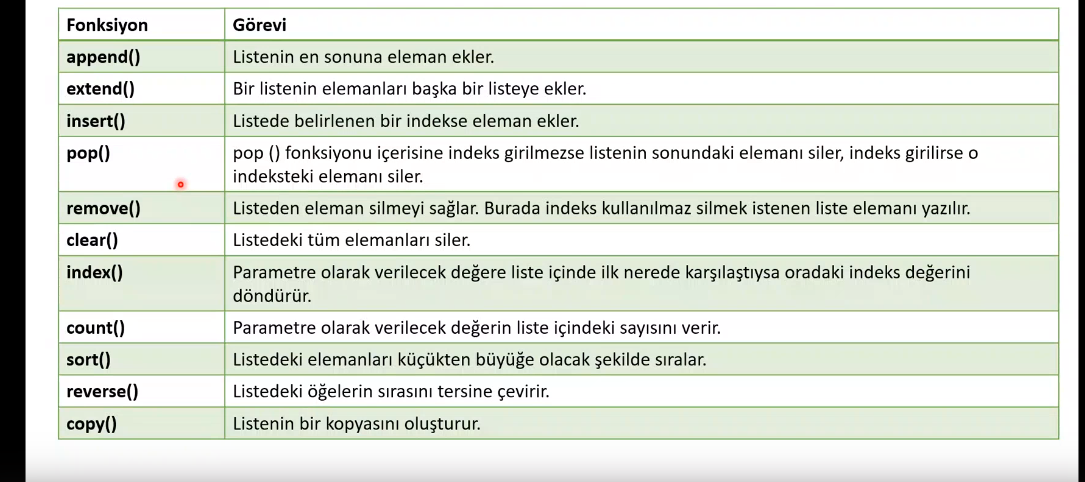 Fonksiyon Görevi
append() Listenin en sonuna eleman ekler.
extend() Bir listenin elemanları başka bir listeye ekler.
insert() Listede belirlenen bir indekse eleman ekler.
pop() pop () fonksiyonu içerisine indeks girilmezse listenin sonundaki elemanı siler, indeks girilirse o
indeksteki elemanı siler.
remove() Listeden eleman silmeyi sağlar. Burada indeks kullanılmaz silmek istenen liste elemanı yazılır.
clear() Listedeki tüm elemanları siler.
index() Parametre olarak verilecek değere liste içinde ilk nerede karşılaştıysa oradaki indeks değerini
döndürür.
count() Parametre olarak verilecek değerin liste içindeki sayısını verir.
sort() Listedeki elemanları küçükten büyüğe olacak şekilde sıralar.
reverse() Listedeki öğelerin sırasını tersine çevirir.
copy() Listenin bir kopyasını oluşturur.